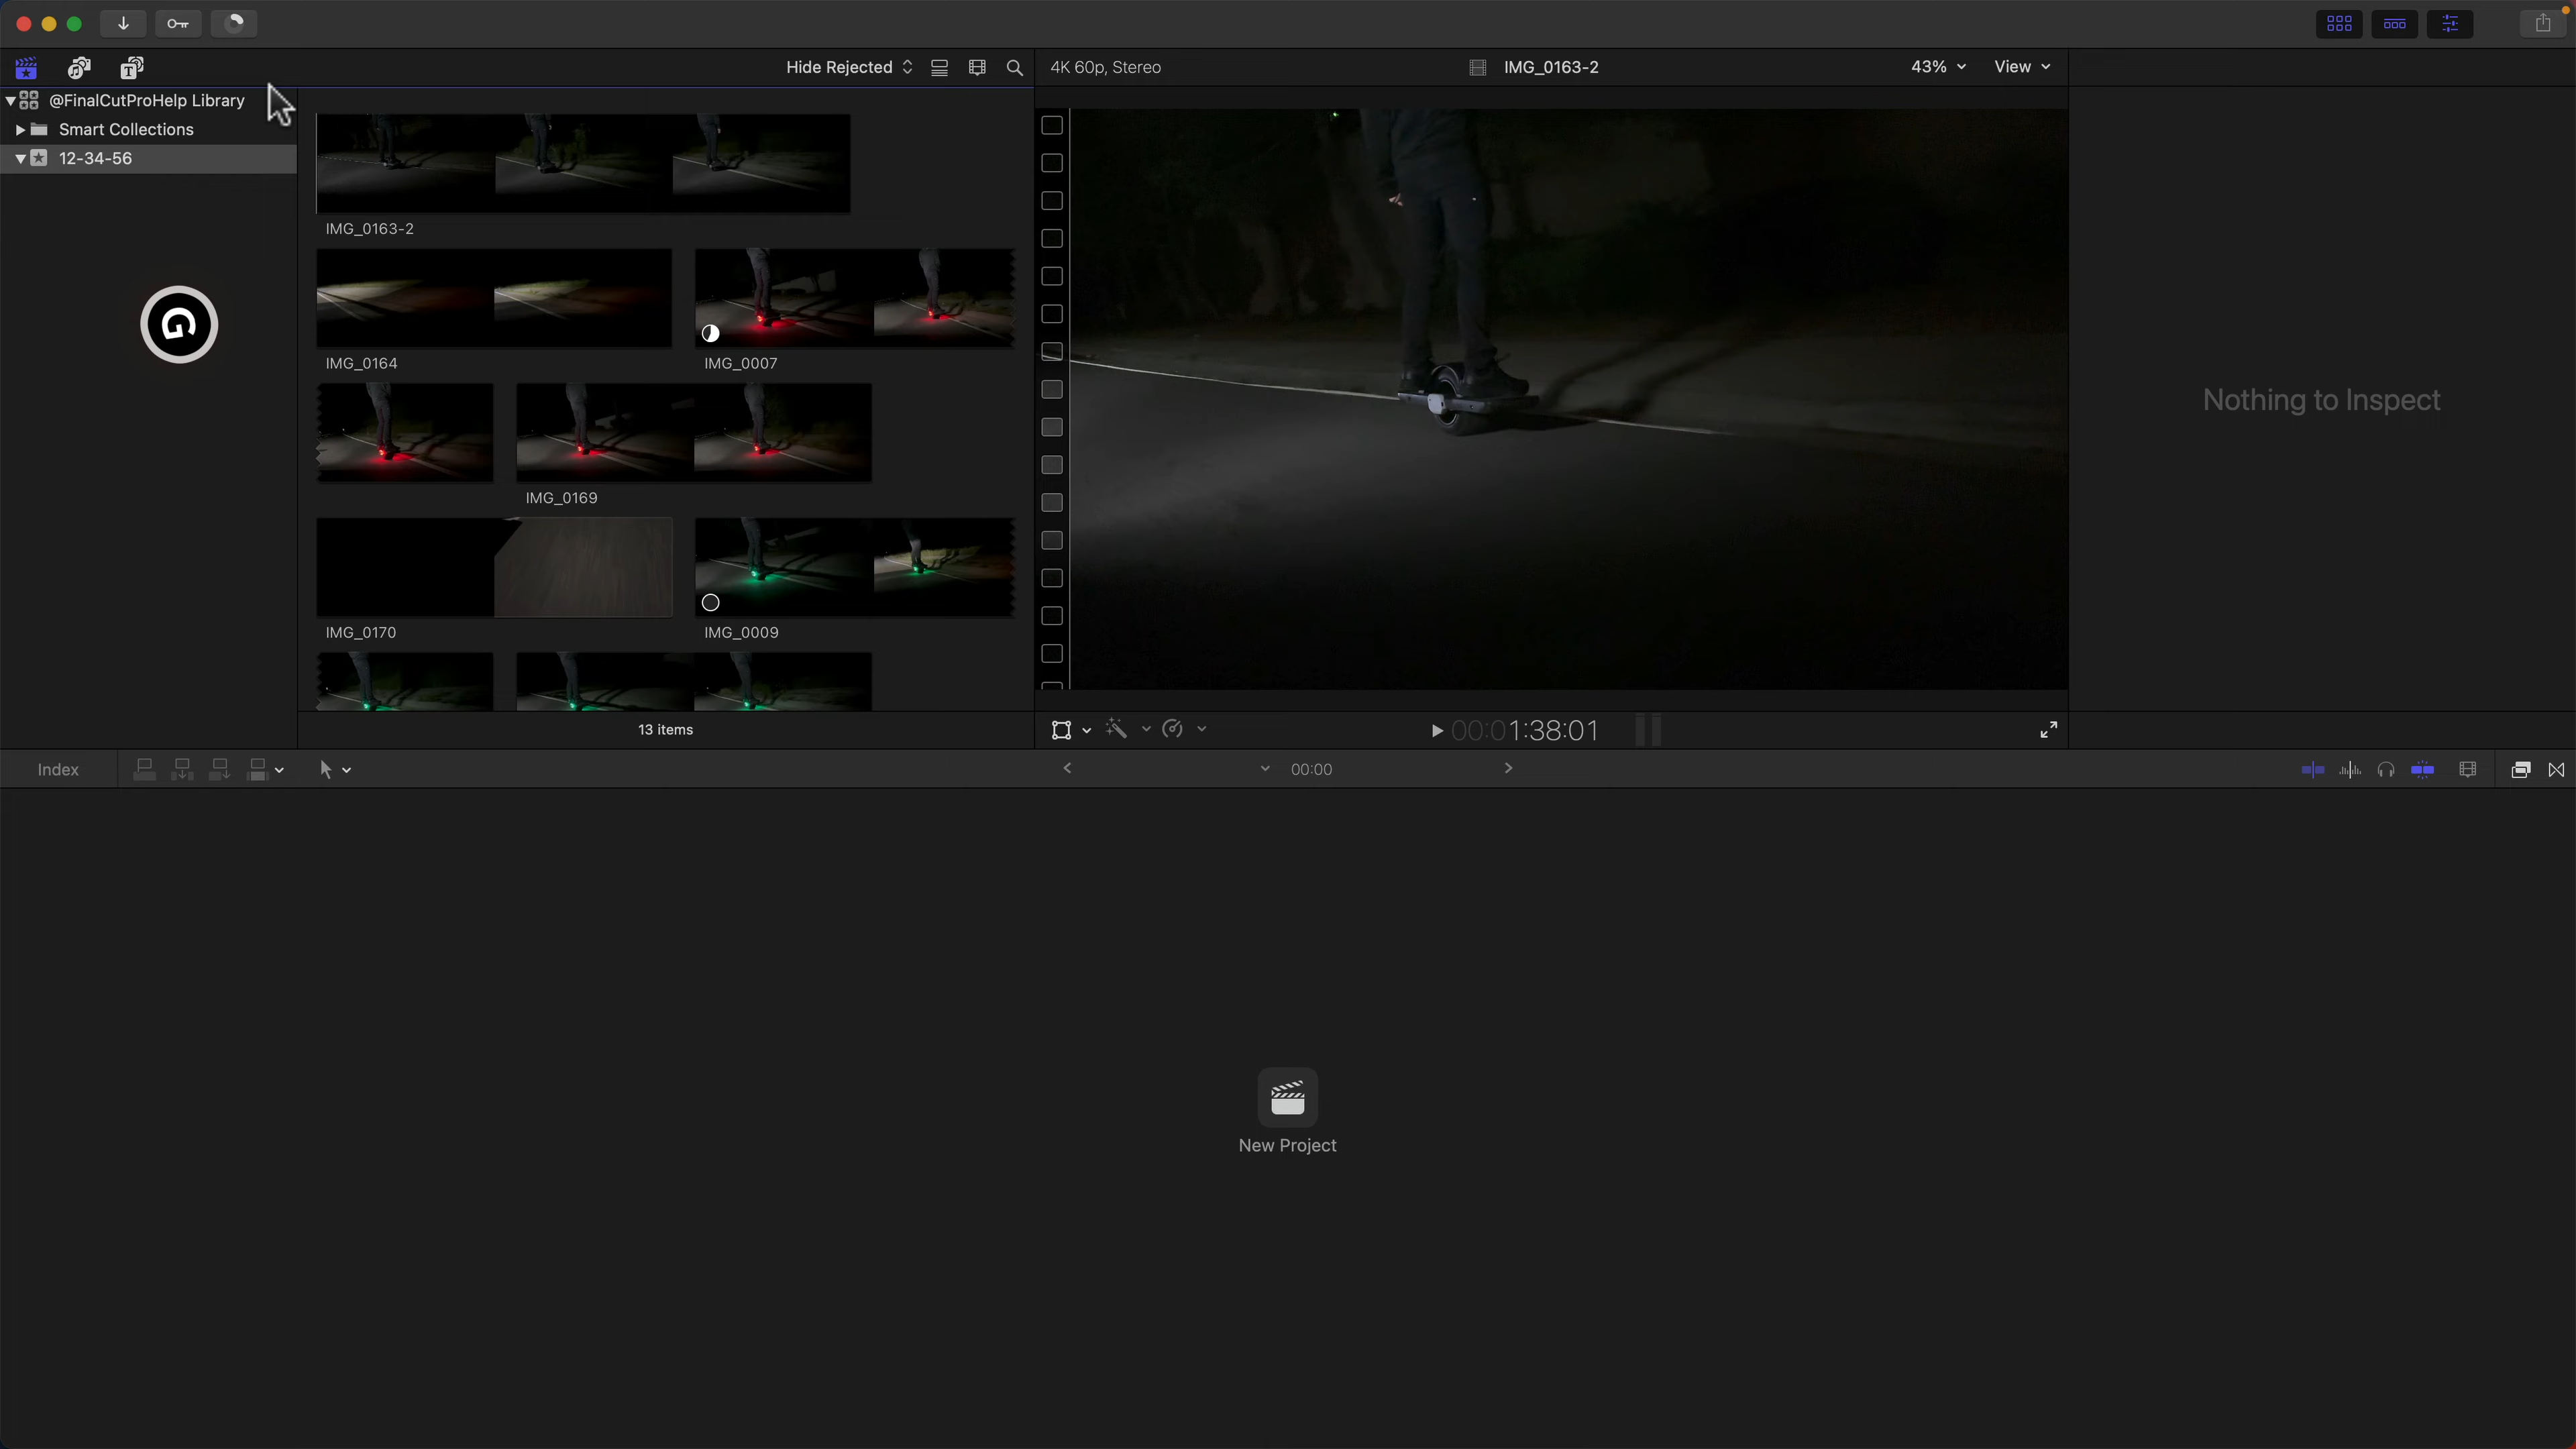 Hide Rejected
4K 60p, Stereo
IMG_0163-2
43%
View
@FinalCutProHelp Library
Smart Collections
12-34-56
IMG_0163-2
IMG_0164
IMG_0007
IMG_0169
IMG_0170
IMG_0009
13 items
00:01:38:01
Nothing to Inspect
Index
00:00
New Project